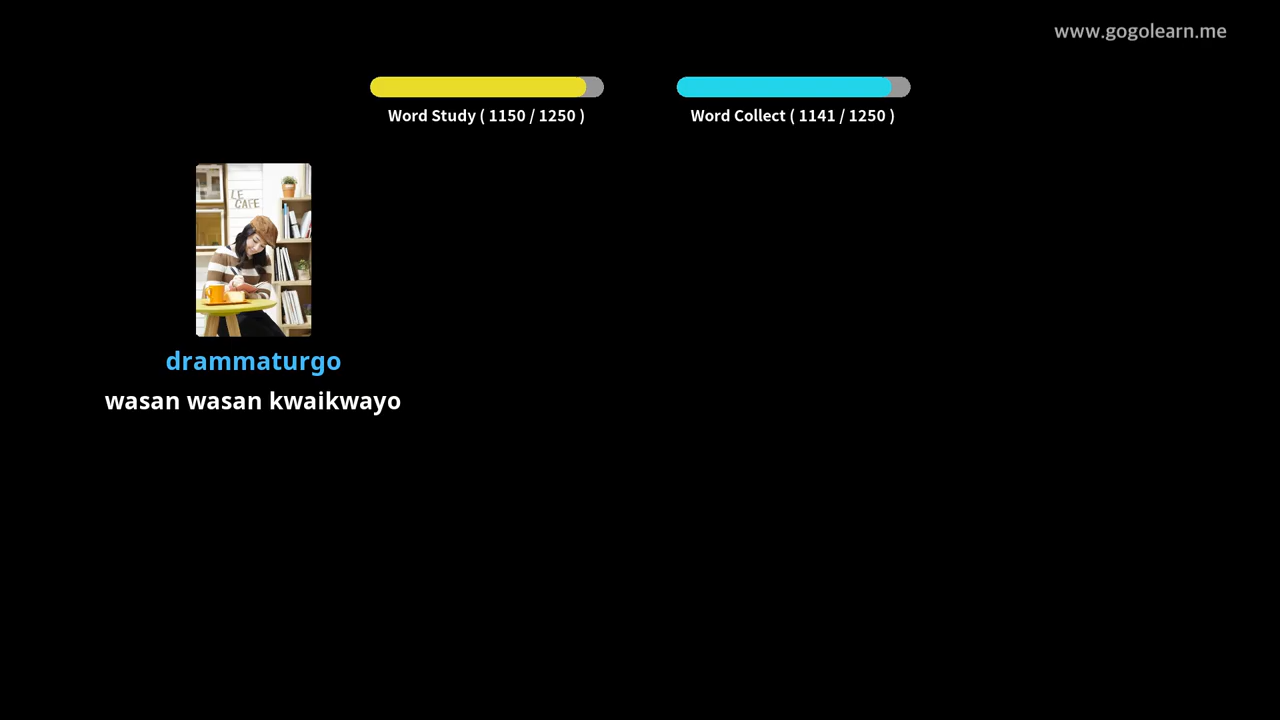 www.gogolearn.me
Word Study ( 1150 / 1250 )
Word Collect ( 1141 / 1250 )
LE
CAFE
drammaturgo
wasan wasan kwaikwayo